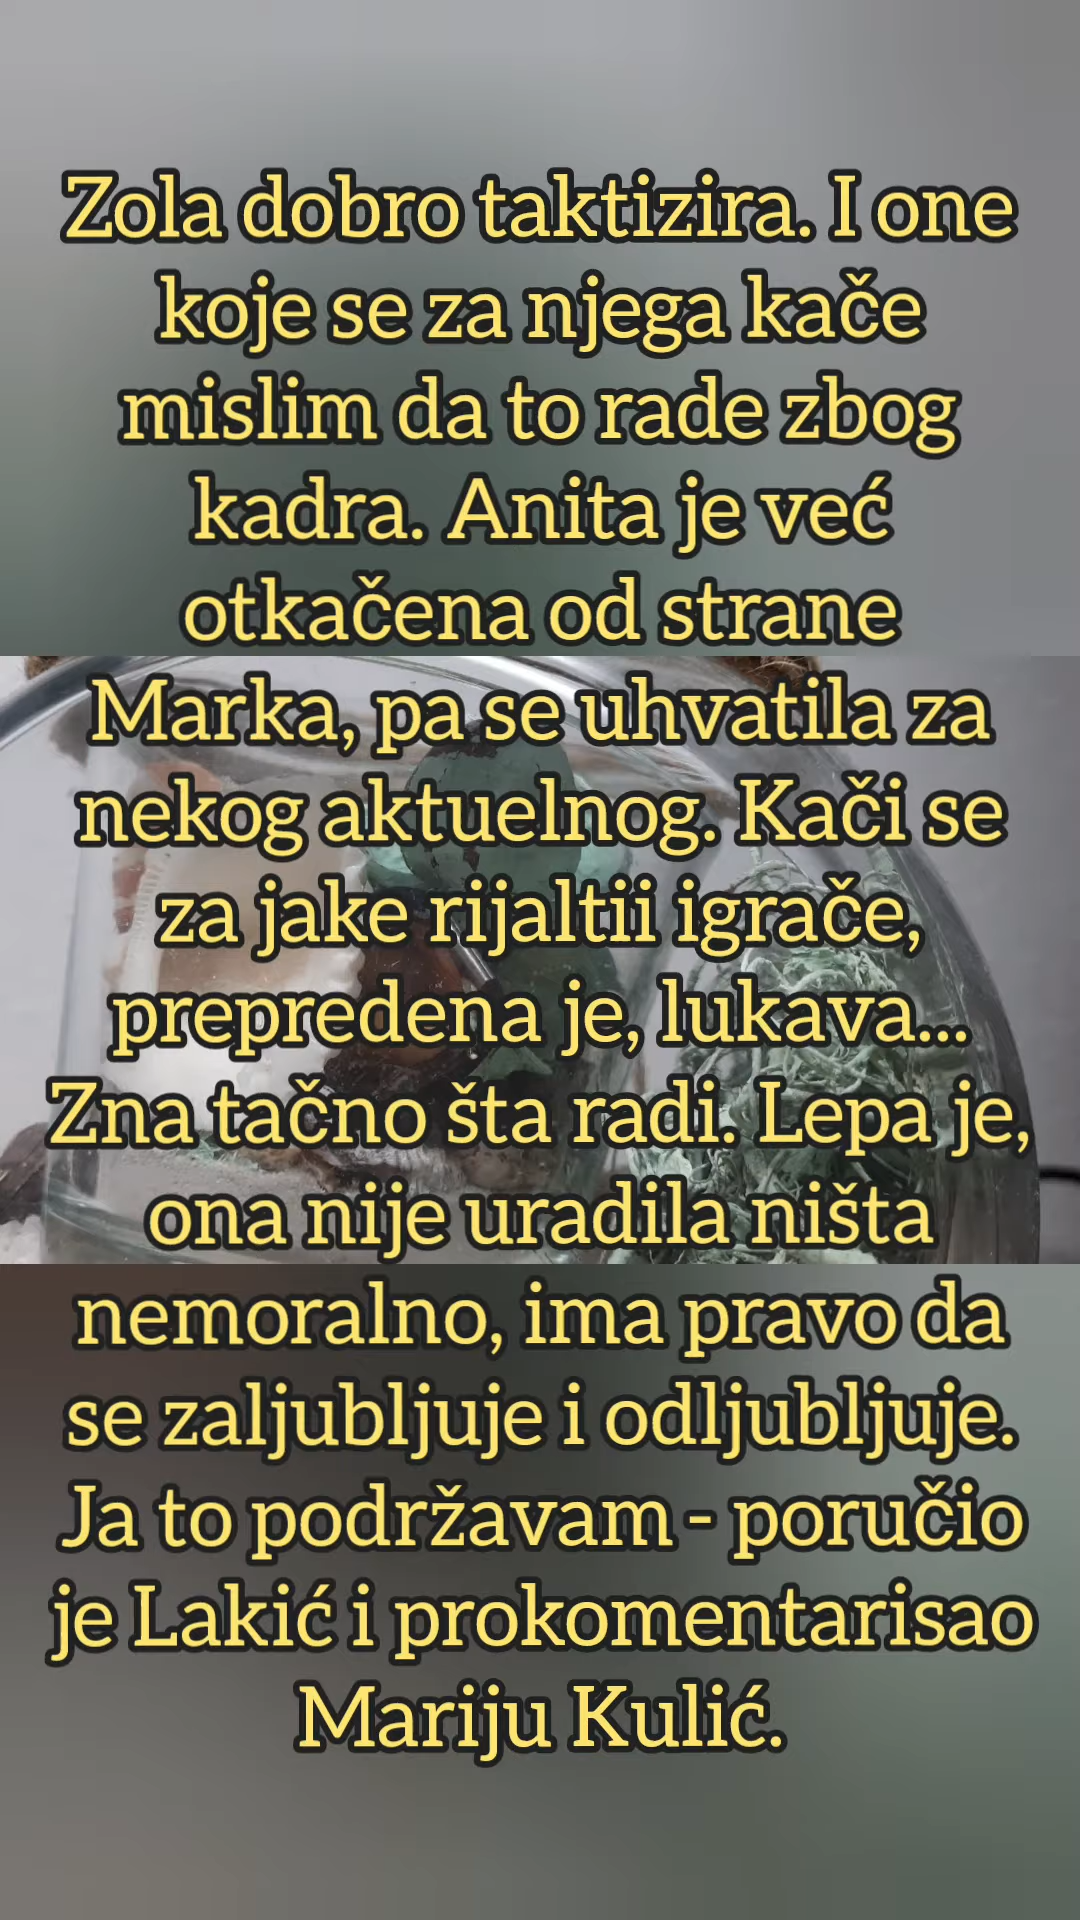 Zola dobro taktizira. I one
koje se za njega kače
mislim da to rade zbog
kadra. Anita je već
otkačena od strane
Marka, pa se uhvatila za
nekog aktuelnog. Kači se
za jake rijaltii igrače,
prepredena je, lukava...
Zna tačno šta radi. Lepa je,
ona nije uradila ništa
nemoralno, ima pravo da
se zaljubljuje i odljubljuje.
Ja to podržavam - poručio
je Lakić i prokomentarisao
Mariju Kulić.